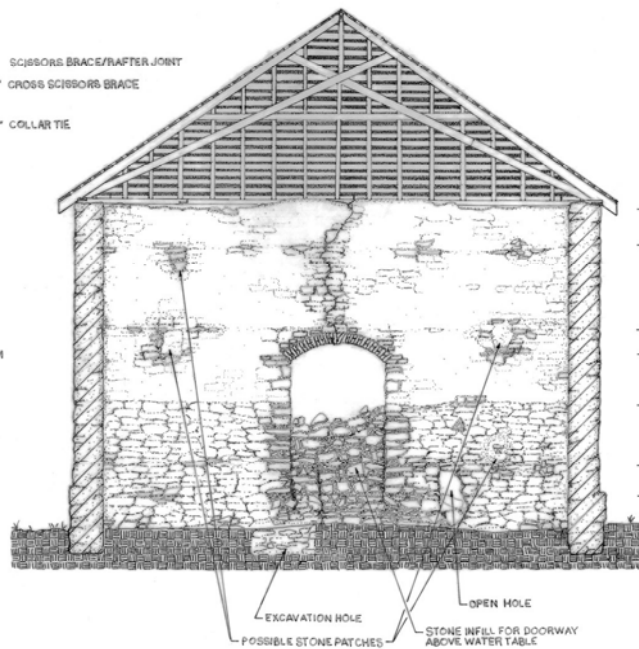 SCISSORS BRACE/RAFTER JOINT
CROSS SCISSORS BRACE
COLLAR TIE
OPEN HOLE
EXCAVATION HOLE
STONE INFILL FOR DOORWAY
ABOVE WATER TABLE
POSSIBLE STONE PATCHES